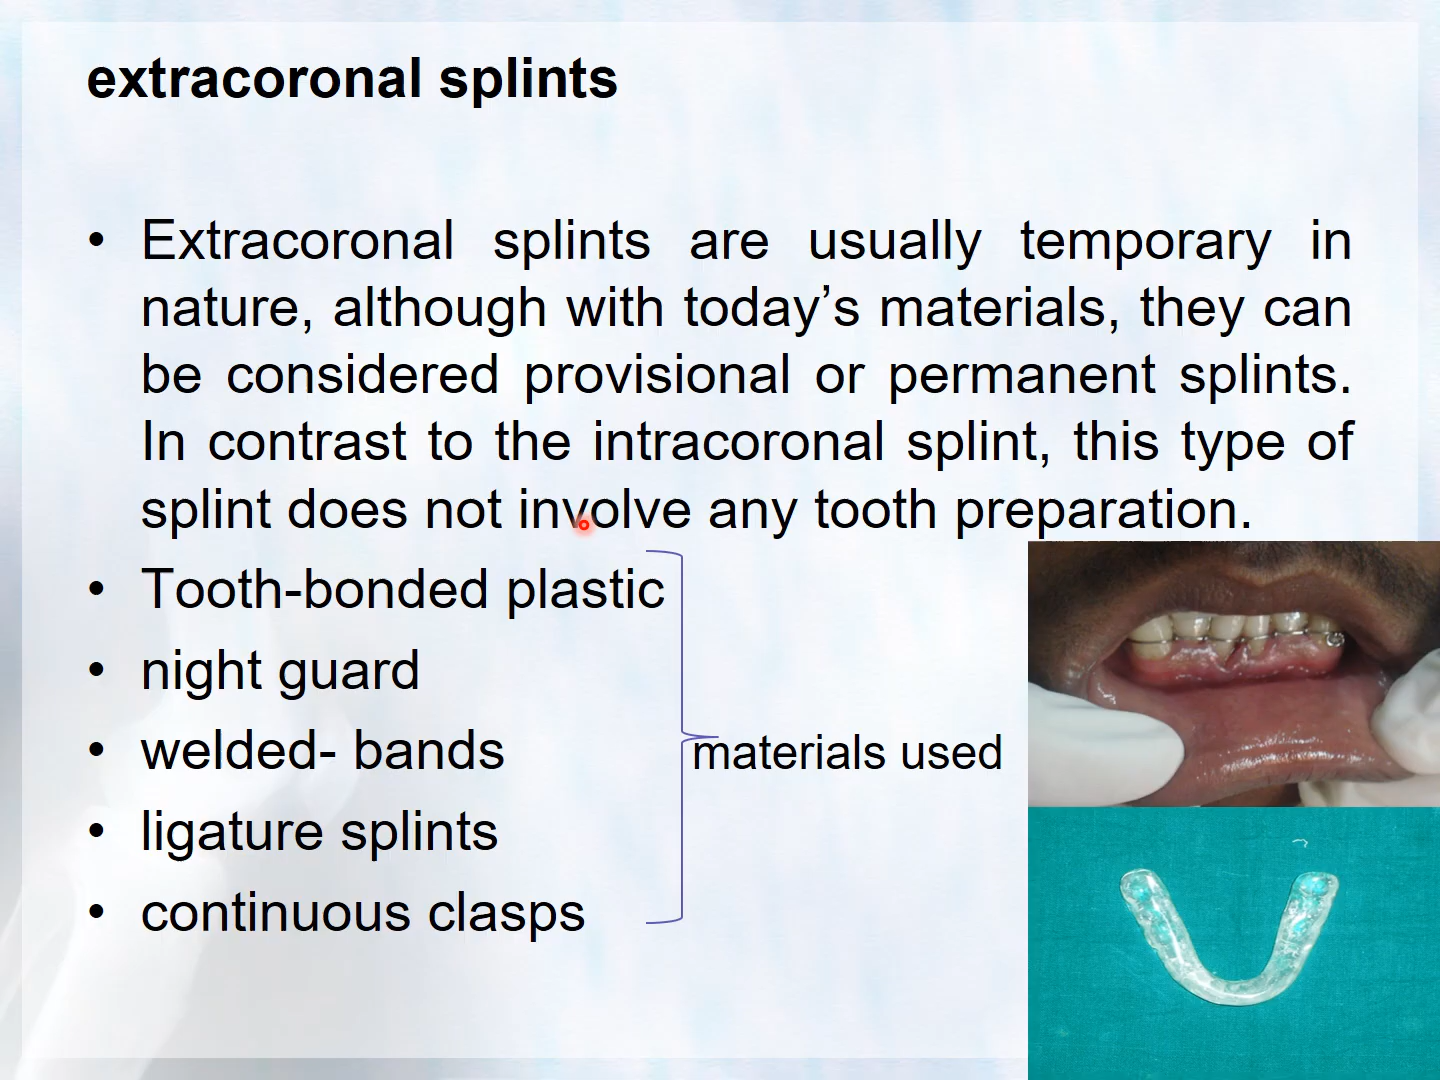 extracoronal splints
• Extracoronal splints are usually temporary in
nature, although with today’s materials, they can
be considered provisional or permanent splints.
In contrast to the intracoronal splint, this type of
splint does not involve any tooth preparation.
• Tooth-bonded plastic
• night guard
• welded- bands
materials used
• ligature splints
• continuous clasps